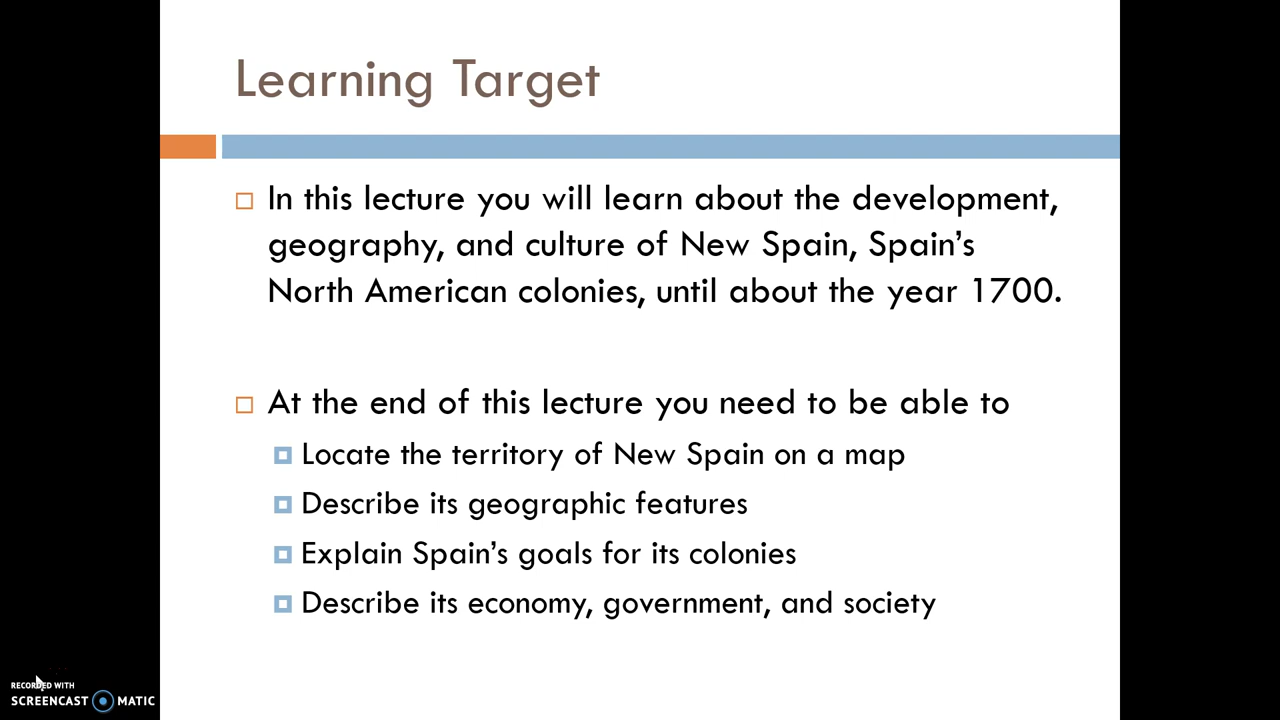 Learning Target
In this lecture you will learn about the development,
geography, and culture of New Spain, Spain’s
North American colonies, until about the year 1700.
At the end of this lecture you need to be able to
Locate the territory of New Spain on a map
Describe its geographic features
Explain Spain’s goals for its colonies
Describe its economy, government, and society
RECORDED WITH
SCREENCAST MATIC